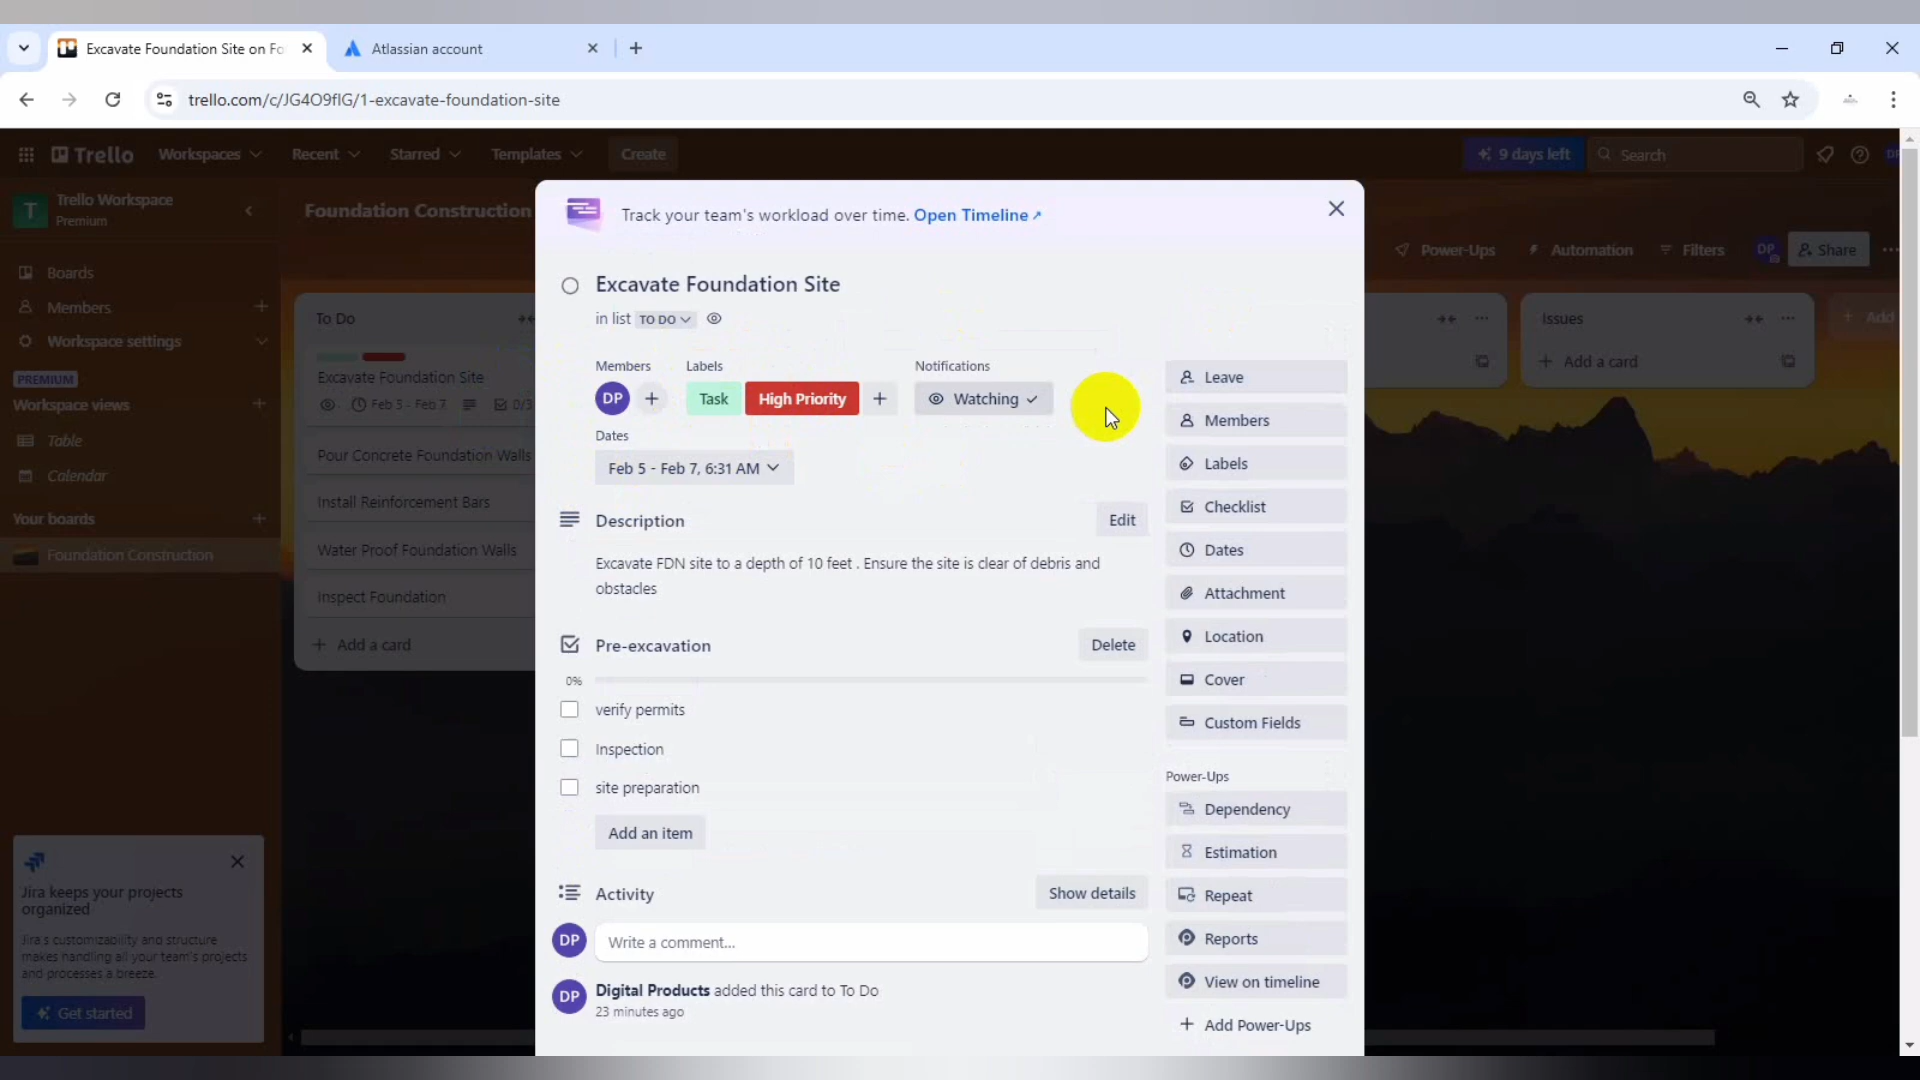 Excavate Foundation Site on Fo
Atlassian account
trello.com/c/JG4O9flG/1-excavate-foundation-site
Trello
Workspaces
Recent
Starred
Templates
Create
9 days left
Search
DP
T
Trello Workspace
Premium
Foundation Construction
Power-Ups
Automation
Filters
DP
Share
Boards
Members
Workspace settings
PREMIUM
Workspace views
Table
Calendar
Your boards
Foundation Construction
Jira keeps your projects
organized
Jira's customizability and structure
makes handling all your team's projects
and processes a breeze.
Get started
To Do
Excavate Foundation Site
Feb 5 - Feb 7
0/3
Pour Concrete Foundation Walls
Install Reinforcement Bars
Water Proof Foundation Walls
Inspect Foundation
Add a card
Issues
Add a card
Add
Track your team's workload over time. Open Timeline
Excavate Foundation Site
in list TO DO
Members
Labels
Notifications
DP
Task
High Priority
Watching
Dates
Feb 5 - Feb 7, 6:31 AM
Description
Edit
Excavate FDN site to a depth of 10 feet . Ensure the site is clear of debris and
obstacles
Pre-excavation
Delete
0%
verify permits
Inspection
site preparation
Add an item
Activity
Show details
DP
Write a comment...
DP
Digital Products added this card to To Do
23 minutes ago
Leave
Members
Labels
Checklist
Dates
Attachment
Location
Cover
Custom Fields
Power-Ups
Dependency
Estimation
Repeat
Reports
View on timeline
Add Power-Ups